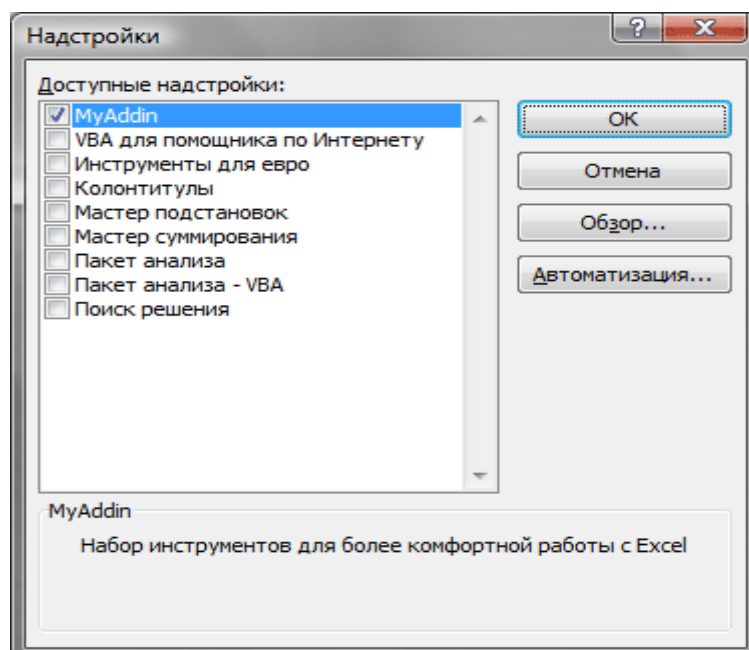 Надстройки
Доступные надстройки:
MyAddin
VBA для помощника по Интернету
Инструменты для евро
Колонтитулы
Мастер подстановок
Мастер суммирования
Пакет анализа
Пакет анализа - VBA
Поиск решения
ОК
Отмена
Обзор...
Автоматизация...
MyAddin
Набор инструментов для более комфортной работы с Excel